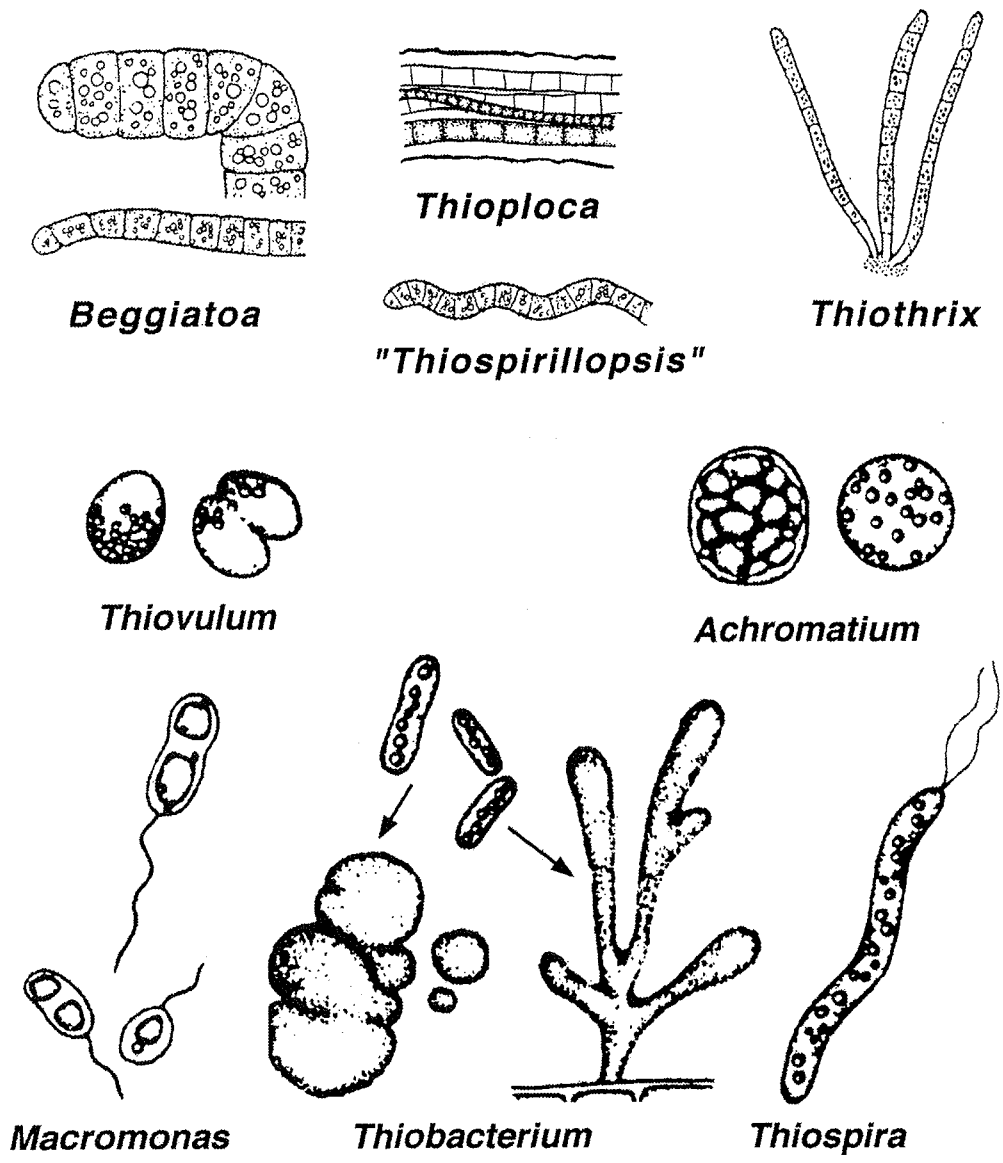 Thioploca
Beggiatoa
Thiothrix
"Thiospirillopsis"
Thiovulum
Achromatium
Macromonas
Thiobacterium
Thiospira